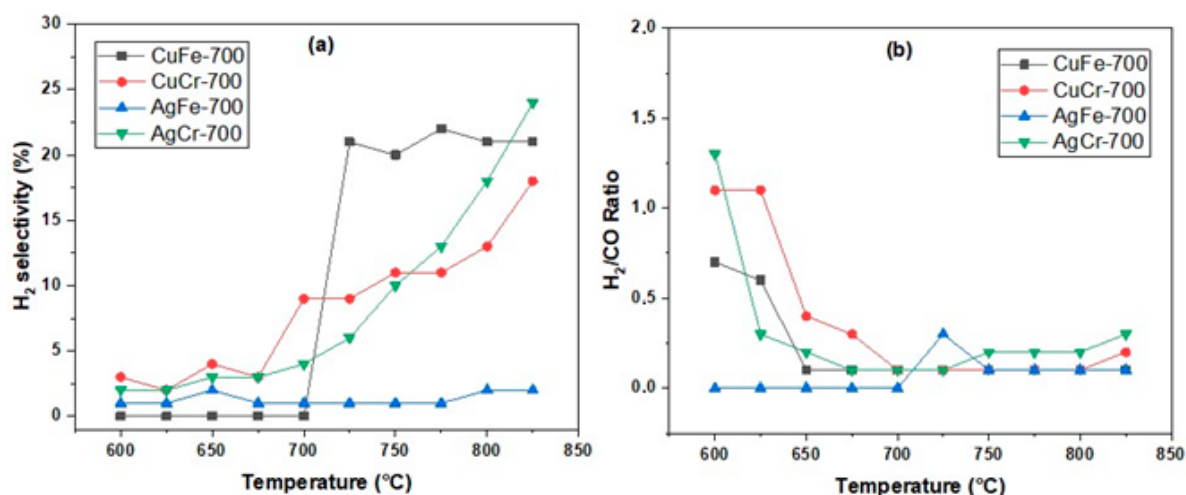 (a)
CuFe-700
CuCr-700
AgFe-700
AgCr-700
H2 selectivity (%)
30
25
20
15
10
5
0
600 650 700 750 800 850
Temperature (°C)
(b)
CuFe-700
CuCr-700
AgFe-700
AgCr-700
H2/CO Ratio
2,0
1,5
1,0
0,5
0,0
600 650 700 750 800 850
Temperature (°C)